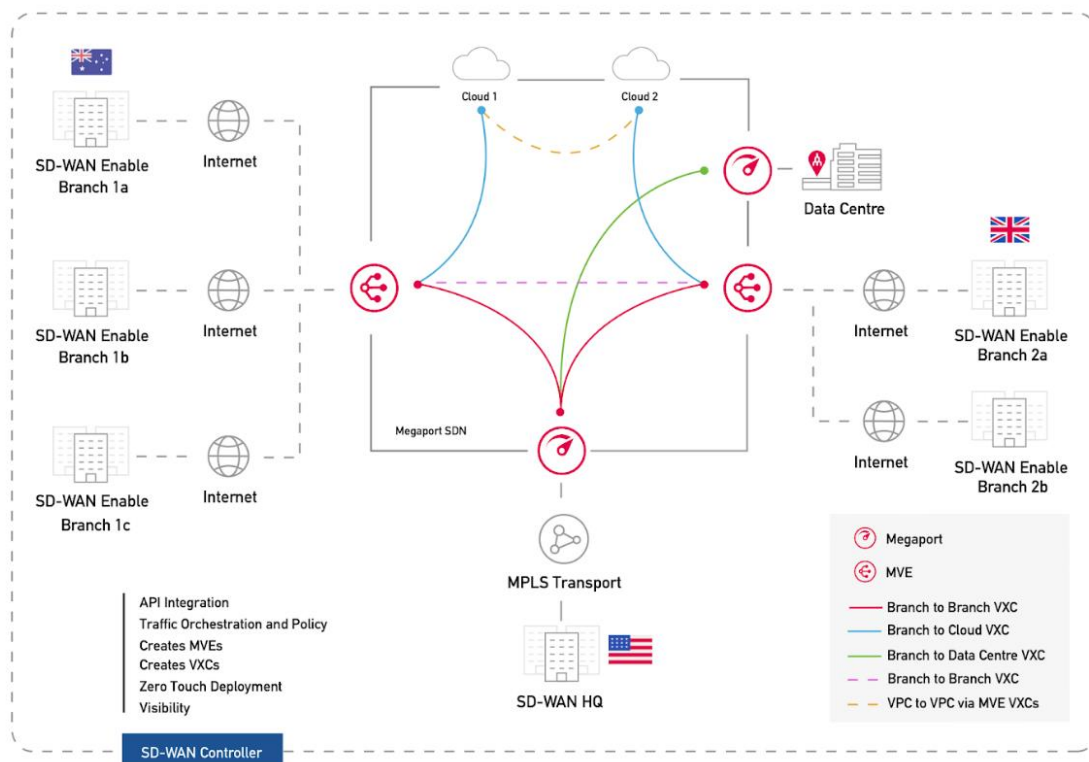 Cloud 1
Cloud 2
SD-WAN Enable
Branch 1a
Internet
Data Centre
SD-WAN Enable
Branch 1b
Internet
Internet
SD-WAN Enable
Branch 2a
Megaport SDN
SD-WAN Enable
Branch 1c
Internet
Internet
SD-WAN Enable
Branch 2b
MPLS Transport
SD-WAN HQ
API Integration
Traffic Orchestration and Policy
Creates MVEs
Creates VXCs
Zero Touch Deployment
Visibility
SD-WAN Controller
Megaport
MVE
Branch to Branch VXC
Branch to Cloud VXC
Branch to Data Centre VXC
Branch to Branch VXC
VPC to VPC via MVE VXCs